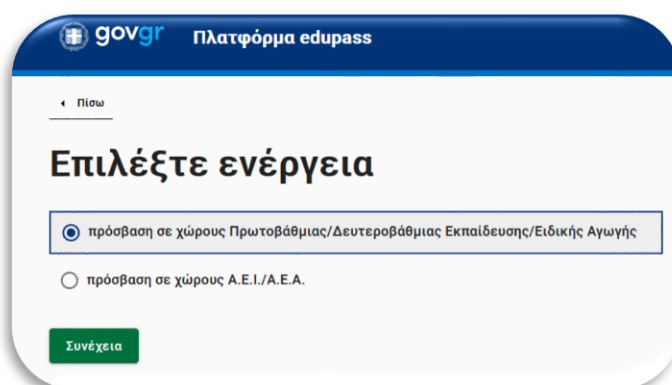 govgr Πλατφόρμα edupass
Πίσω
Επιλέξτε ενέργεια
πρόσβαση σε χώρους Πρωτοβάθμιας/Δευτεροβάθμιας Εκπαίδευσης/Ειδικής Αγωγής
πρόσβαση σε χώρους Α.Ε.Ι./Α.Ε.Α.
Συνέχεια